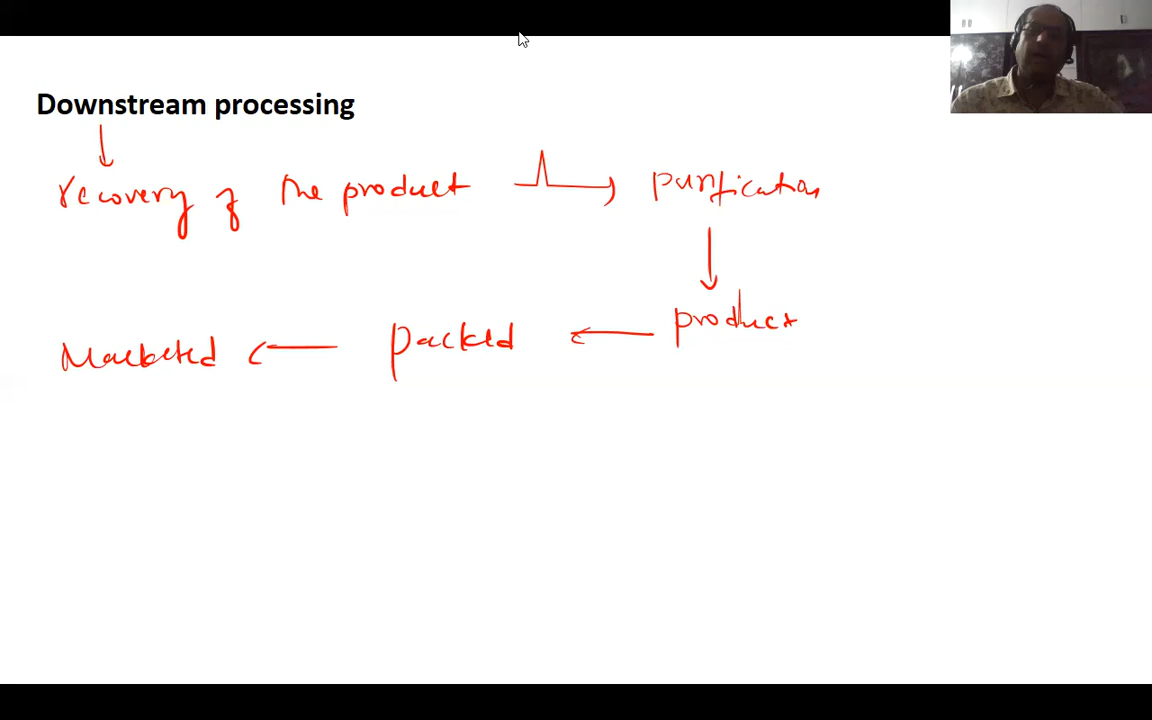 Downstream processing
recovery of the product → purification
↓
product
Marketed ← packed ←